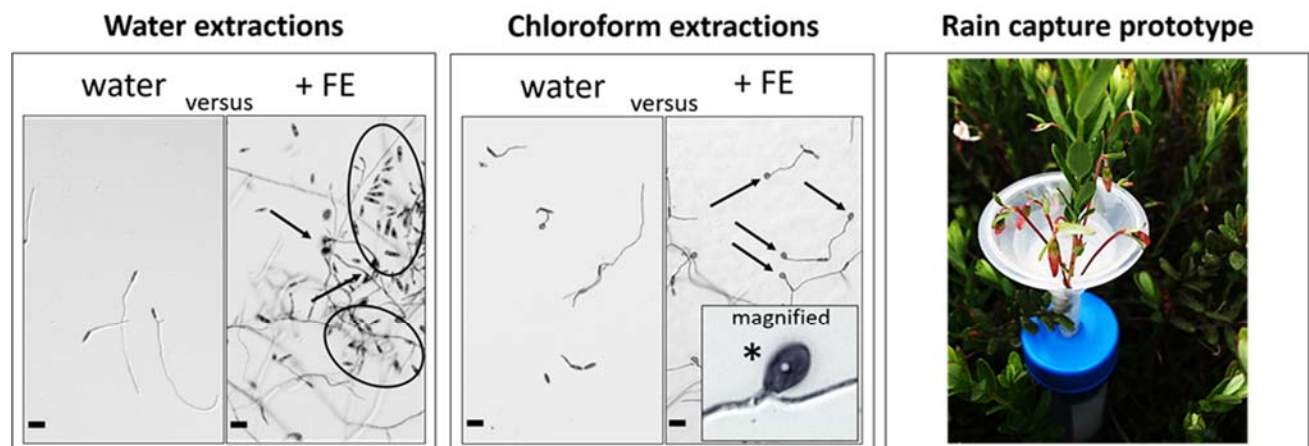 Water extractions
water versus + FE
Chloroform extractions
water versus + FE
magnified
*
Rain capture prototype